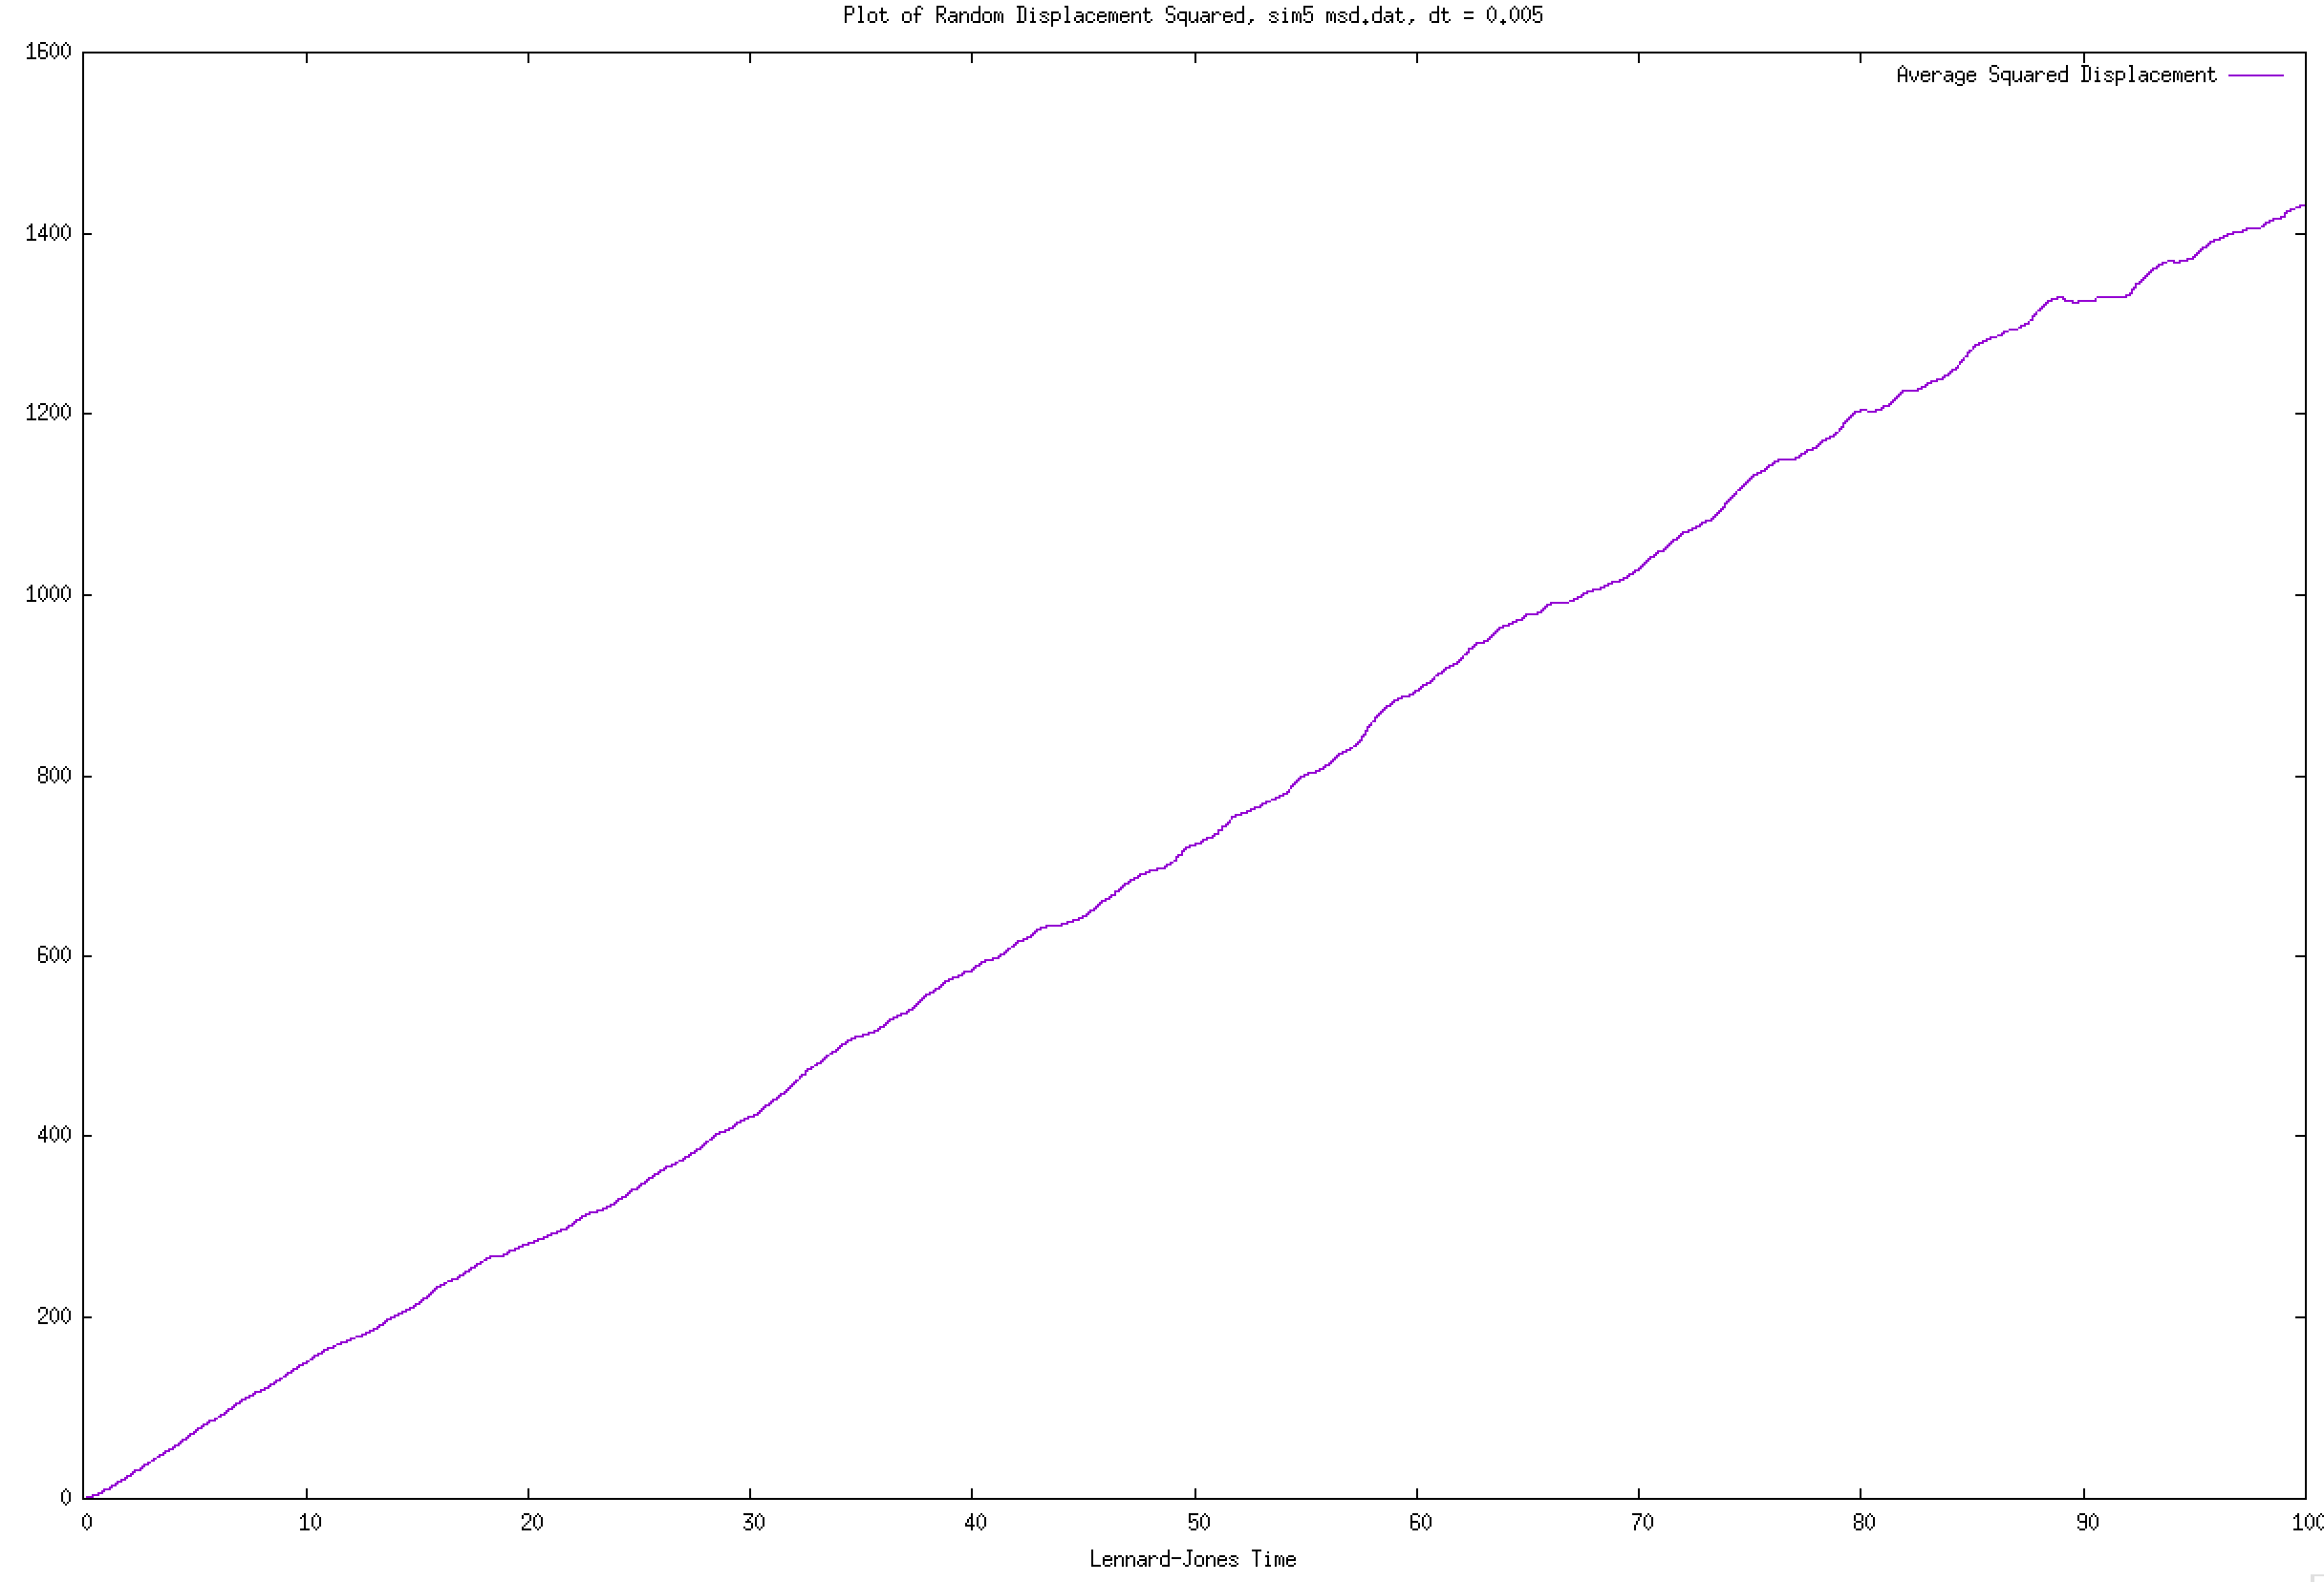 Plot of Random Displacement Squared, sim5 msd.dat, dt = 0.005
Average Squared Displacement
1600
1400
1200
1000
800
600
400
200
0
0 10 20 30 40 50 60 70 80 90 100
Lennard-Jones Time